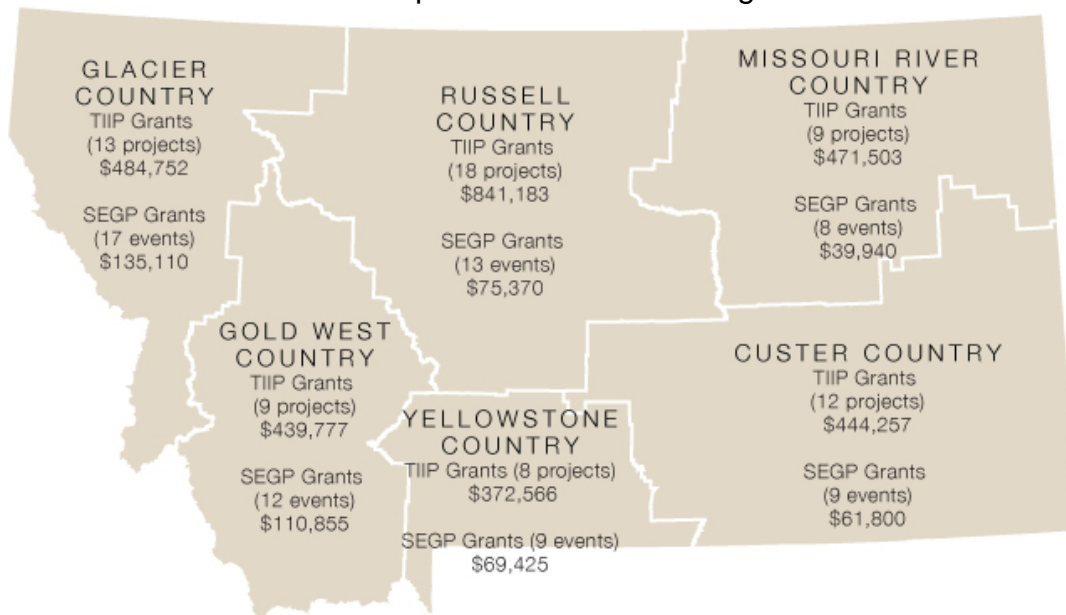 GLACIER
COUNTRY
TIIP Grants
(13 projects)
$484,752
SEGP Grants
(17 events)
$135,110
RUSSELL
COUNTRY
TIIP Grants
(18 projects)
$841,183
SEGP Grants
(13 events)
$75,370
MISSOURI RIVER
COUNTRY
TIIP Grants
(9 projects)
$471,503
SEGP Grants
(8 events)
$39,940
GOLD WEST
COUNTRY
TIIP Grants
(9 projects)
$439,777
SEGP Grants
(12 events)
$110,855
YELLOWSTONE
COUNTRY
TIIP Grants (8 projects)
$372,566
SEGP Grants (9 events)
$69,425
CUSTER COUNTRY
TIIP Grants
(12 projects)
$444,257
SEGP Grants
(9 events)
$61,800